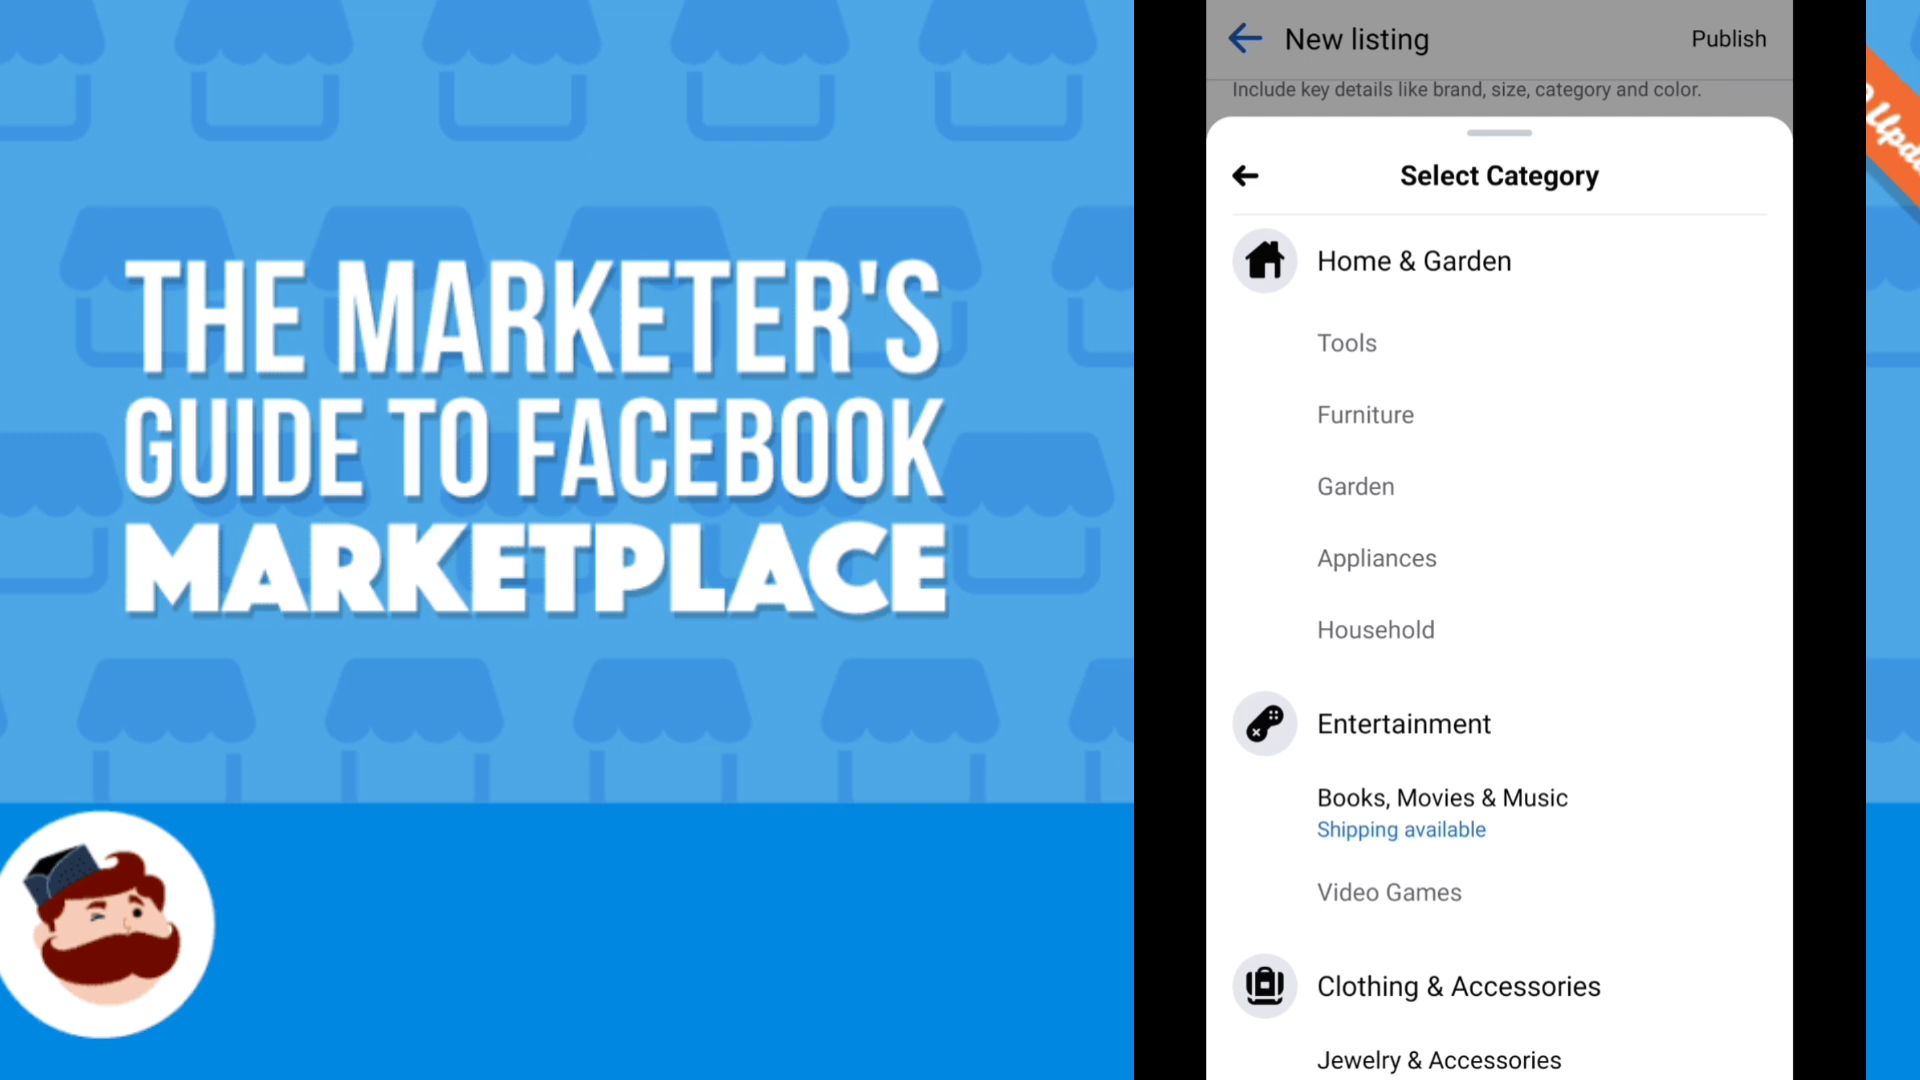 THE MARKETER'S
GUIDE TO FACEBOOK
MARKETPLACE
New listing
Publish
Include key details like brand, size, category and color.
Select Category
Home & Garden
Tools
Furniture
Garden
Appliances
Household
Entertainment
Books, Movies & Music
Shipping available
Video Games
Clothing & Accessories
Jewelry & Accessories